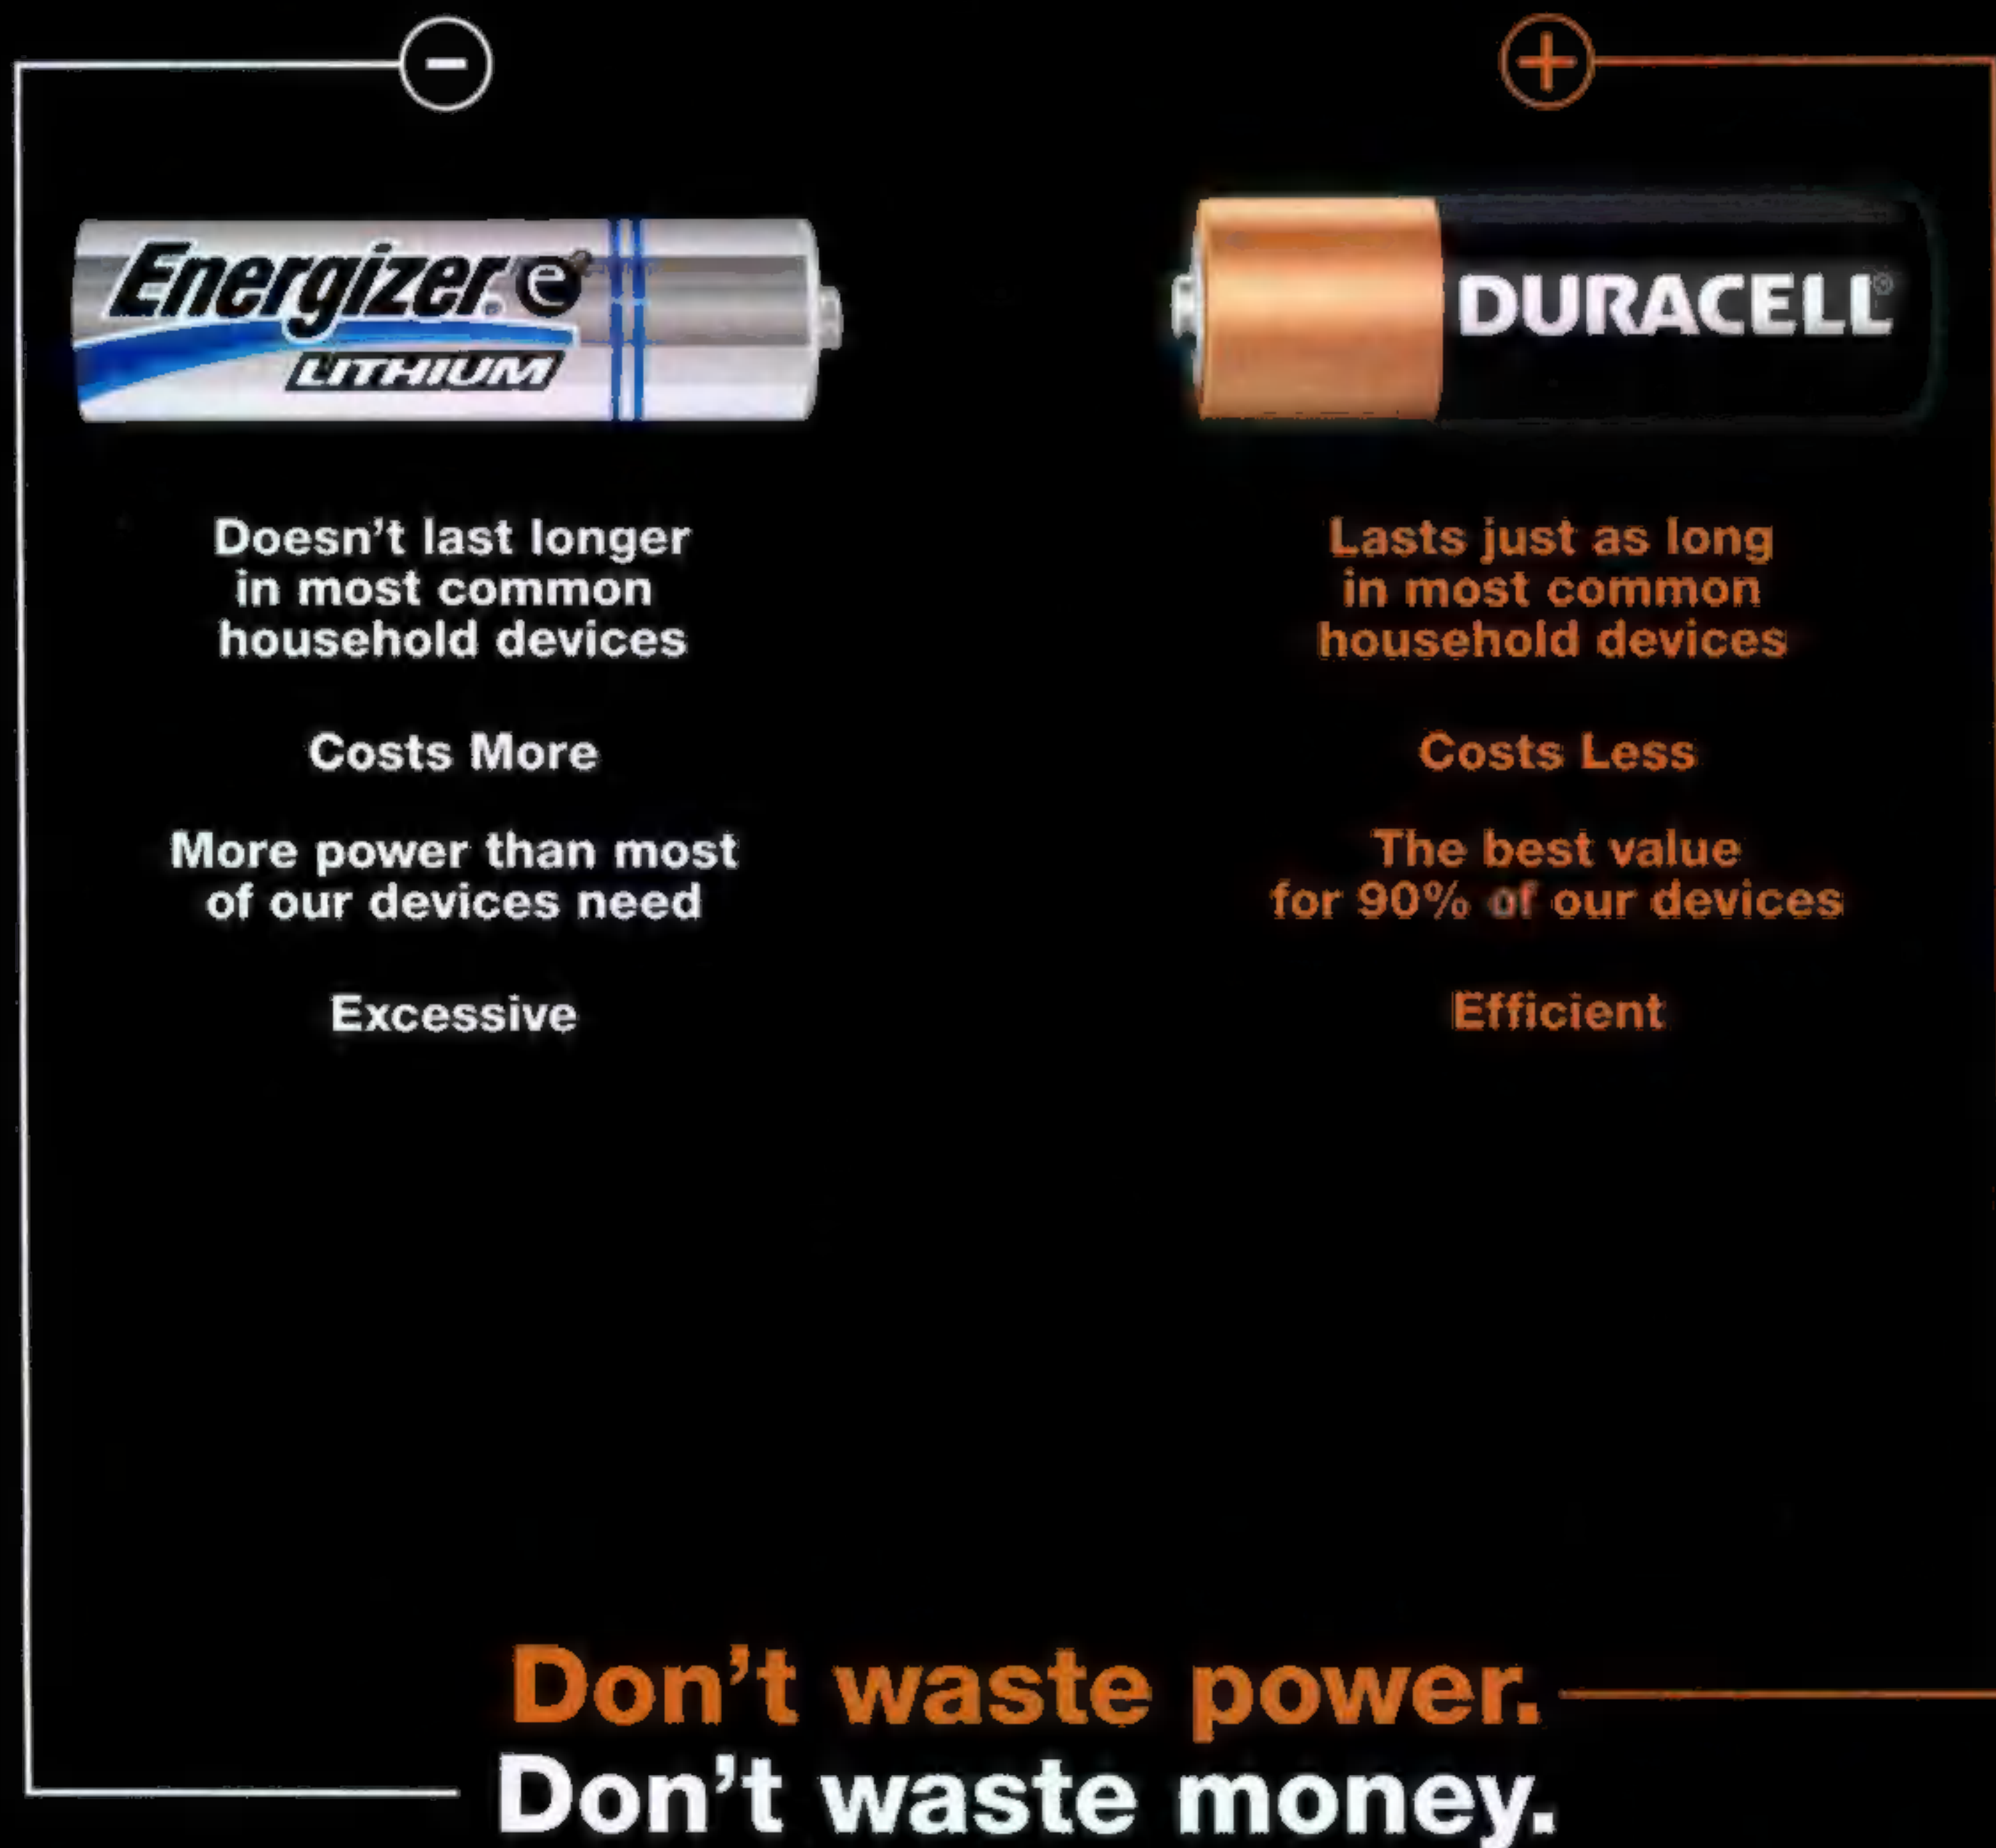 −
Energizer® e
LITHIUM
Doesn't last longer
in most common
household devices
Costs More
More power than most
of our devices need
Excessive
+
DURACELL®
Lasts just as long
in most common
household devices
Costs Less
The best value
for 90% of our devices
Efficient
Don't waste power.
Don't waste money.